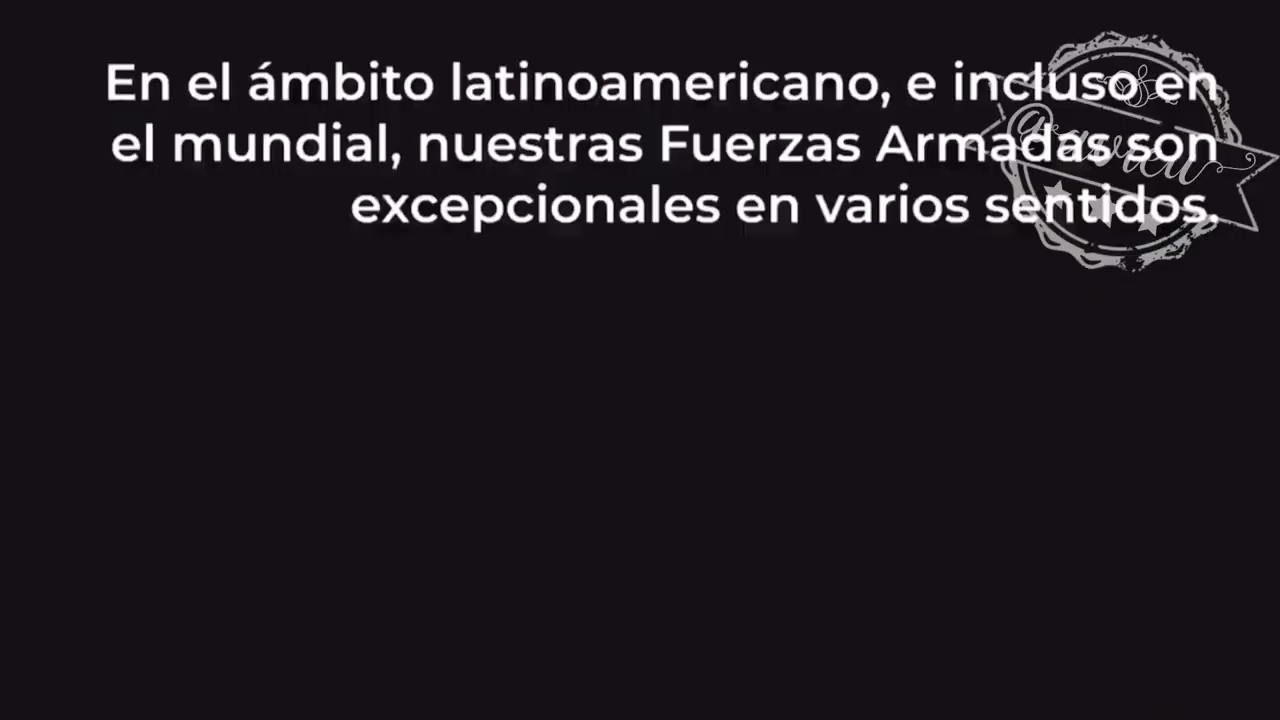 En el ámbito latinoamericano, e incluso en
el mundial, nuestras Fuerzas Armadas son
excepcionales en varios sentidos.